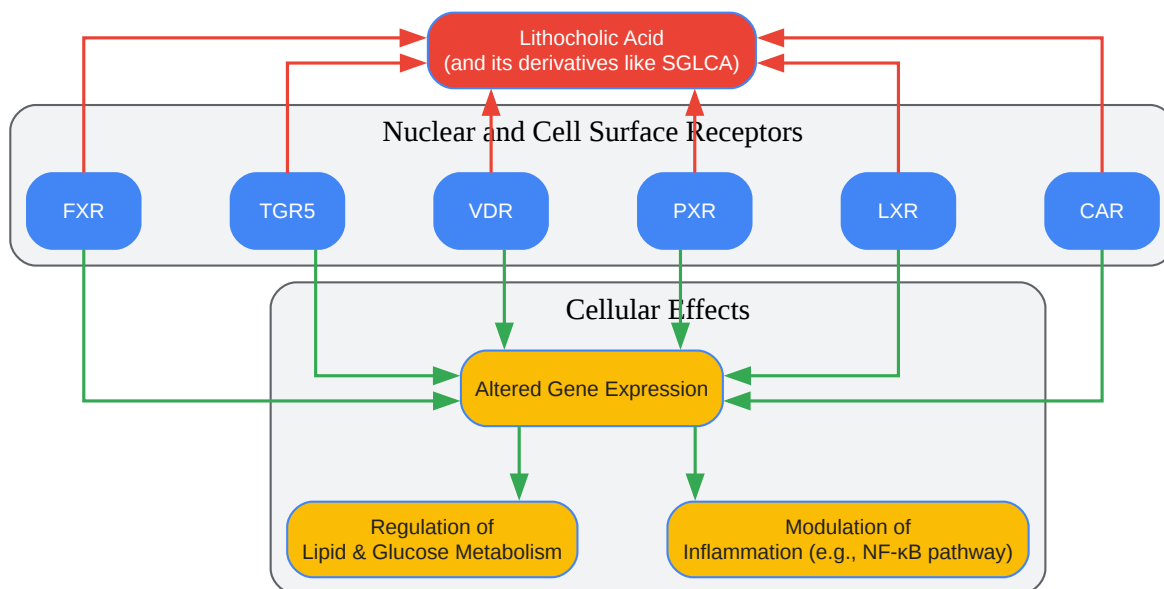 Lithocholic Acid
(and its derivatives like SGLCA)
Nuclear and Cell Surface Receptors
FXR
TGR5
VDR
PXR
LXR
CAR
Cellular Effects
Altered Gene Expression
Regulation of
Lipid & Glucose Metabolism
Modulation of
Inflammation (e.g., NF-κB pathway)